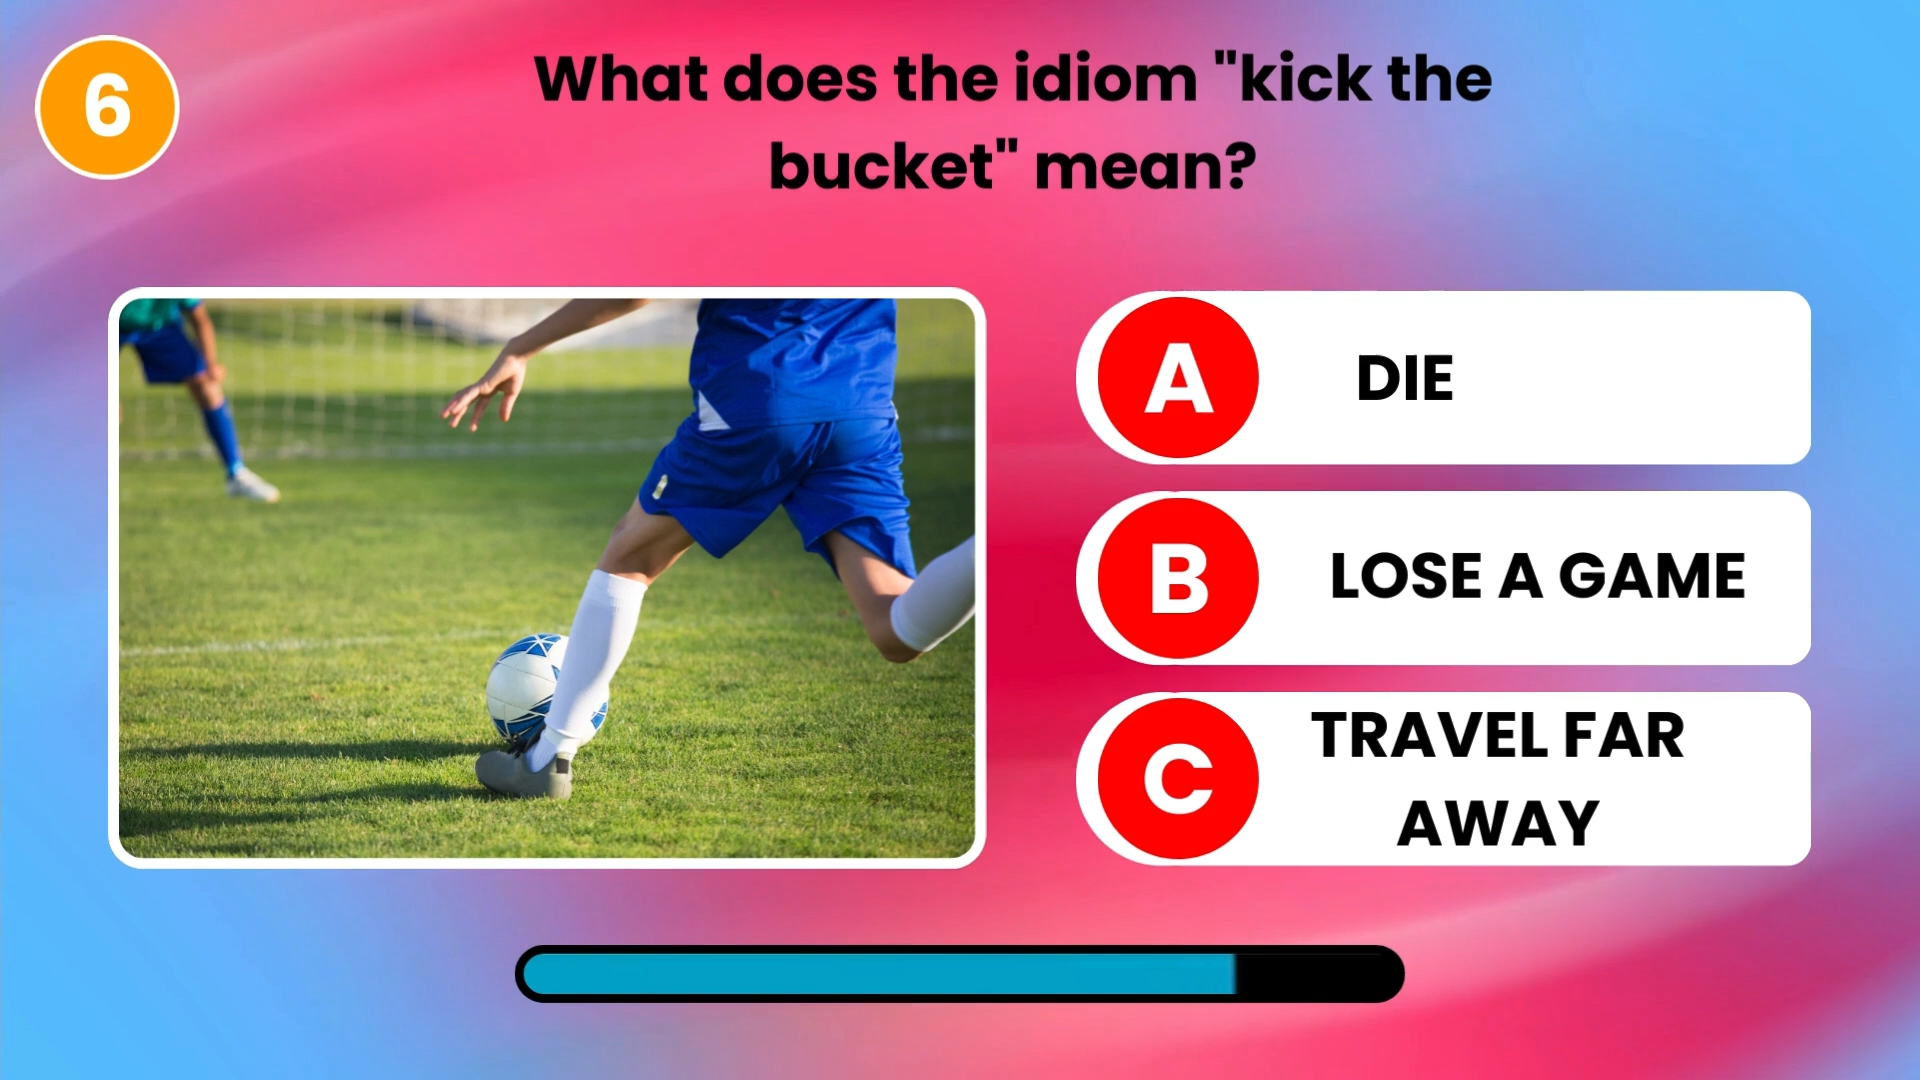 6
What does the idiom "kick the
bucket" mean?
A DIE
B LOSE A GAME
C TRAVEL FAR
AWAY